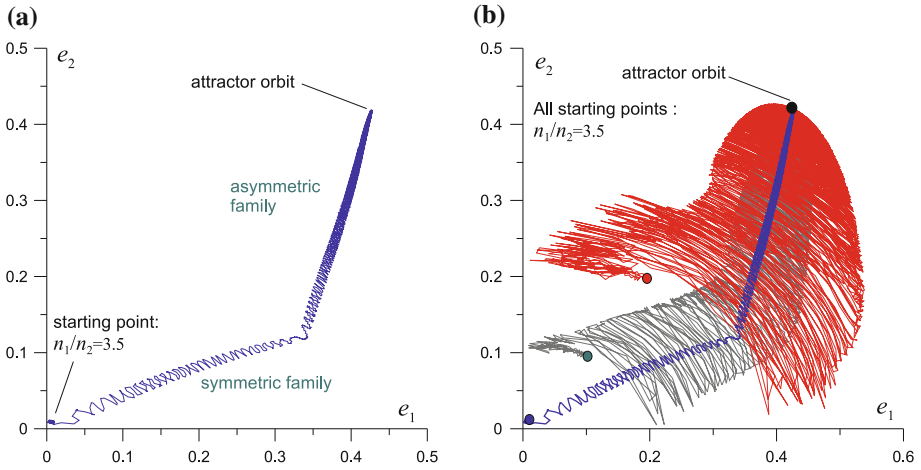 (a)
0.5
e2
attractor orbit
0.4
0.3
asymmetric
family
0.2
starting point:
n1/n2=3.5
0.1
symmetric family
0
e1
0 0.1 0.2 0.3 0.4 0.5
(b)
0.5
e2
attractor orbit
All starting points :
n1/n2=3.5
0.4
0.3
0.2
0.1
0
e1
0 0.2 0.4 0.6